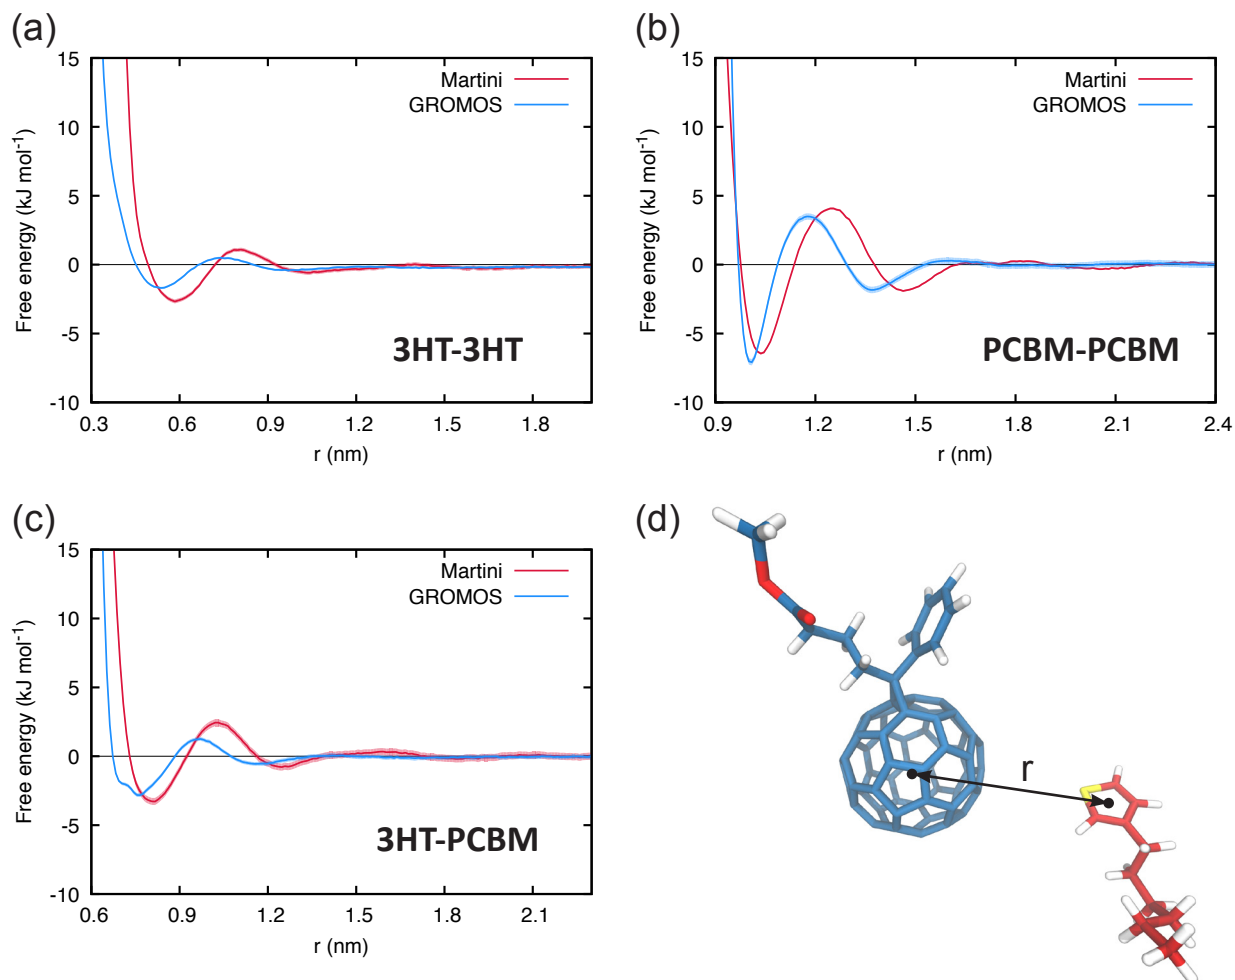 (a)
15
10
5
0
-5
-10
Free energy (kJ mol⁻¹)
Martini
GROMOS
3HT-3HT
0.3 0.6 0.9 1.2 1.5 1.8
r (nm)
(b)
15
10
5
0
-5
-10
Free energy (kJ mol⁻¹)
Martini
GROMOS
PCBM-PCBM
0.9 1.2 1.5 1.8 2.1 2.4
r (nm)
(c)
15
10
5
0
-5
-10
Free energy (kJ mol⁻¹)
Martini
GROMOS
3HT-PCBM
0.6 0.9 1.2 1.5 1.8 2.1
r (nm)
(d)
r